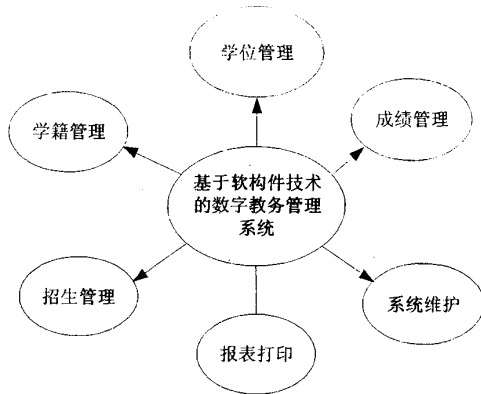 学位管理
学籍管理
成绩管理
基于软构件技术
的数字教务管理
系统
招生管理
系统维护
报表打印